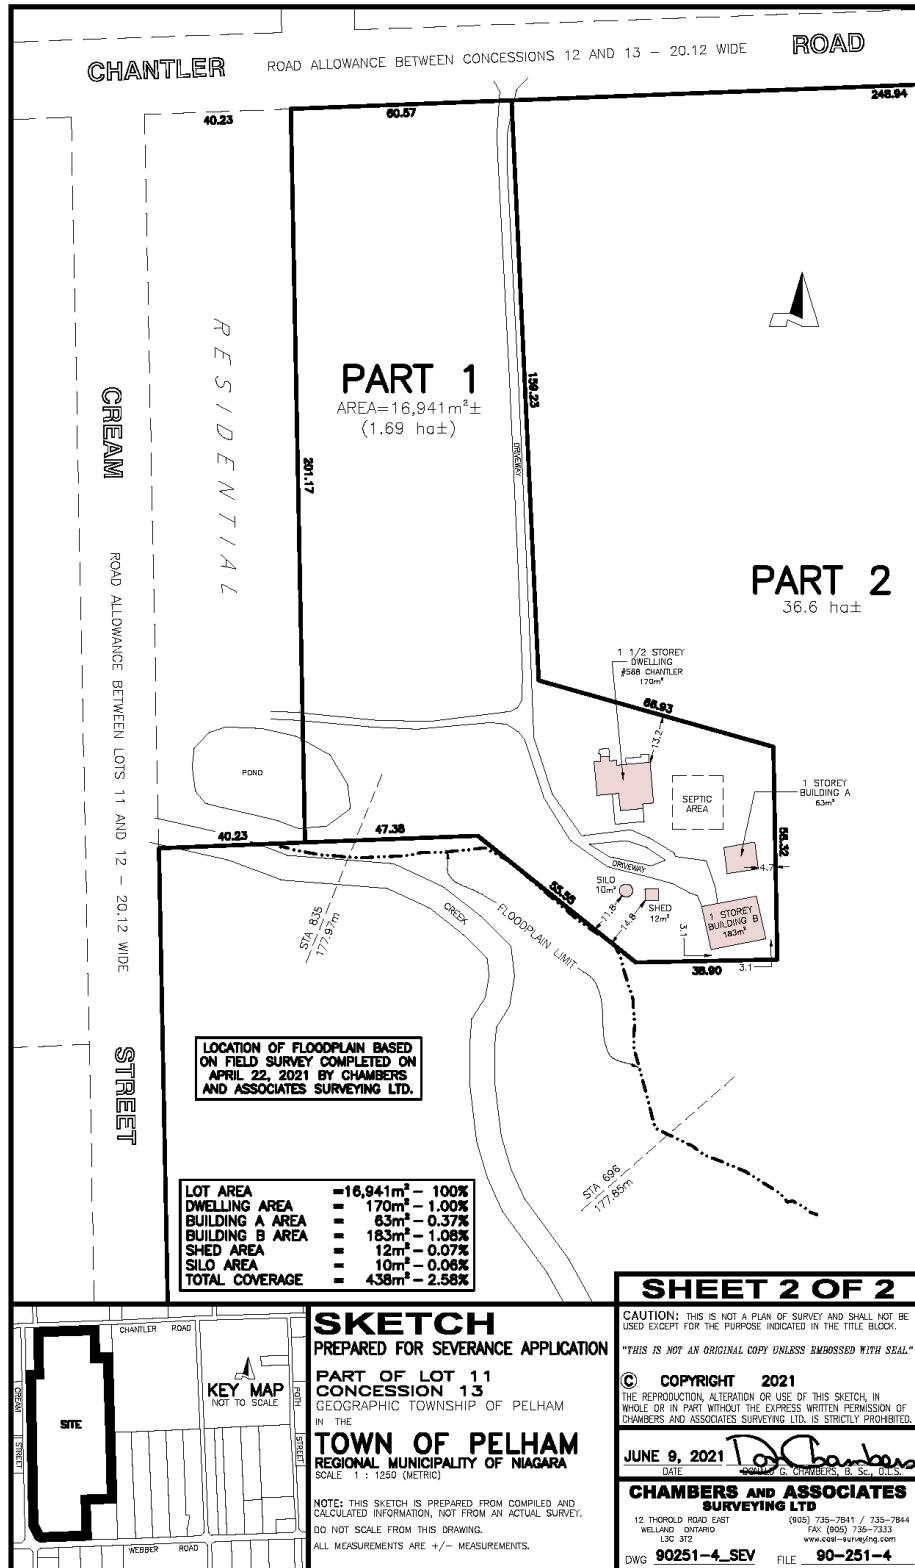 CHANTLER
ROAD ALLOWANCE BETWEEN CONCESSIONS 12 AND 13 - 20.12 WIDE
ROAD
40.23
60.57
248.94
RESIDENTIAL
PART 1
AREA=16,941m²±
(1.69 ha±)
159.23
DRIVEWAY
201.17
CREAM
ROAD ALLOWANCE BETWEEN LOTS 11 AND 12 - 20.12 WIDE
STREET
PART 2
36.6 ha±
1 1/2 STOREY
DWELLING
#588 CHANTLER
170m²
13.2
POND
SEPTIC
AREA
1 STOREY
BUILDING A
63m²
40.23
47.38
4.7
DRIVEWAY
SILO
10m²
SHED
12m²
11.8
14.8
1 STOREY
BUILDING B
183m²
3.1
3.1
38.90
CREEK
FLOODPLAIN LIMIT
STA 835
177.97m
LOCATION OF FLOODPLAIN BASED
ON FIELD SURVEY COMPLETED ON
APRIL 22, 2021 BY CHAMBERS
AND ASSOCIATES SURVEYING LTD.
STA 696
177.85m
LOT AREA =16,941m² - 100%
DWELLING AREA = 170m² - 1.00%
BUILDING A AREA = 63m² - 0.37%
BUILDING B AREA = 183m² - 1.08%
SHED AREA = 12m² - 0.07%
SILO AREA = 10m² - 0.06%
TOTAL COVERAGE = 438m² - 2.58%
SHEET 2 OF 2
CHANTLER ROAD
KEY MAP
NOT TO SCALE
SITE
CREAM STREET
POTH STREET
WEBBER ROAD
SKETCH
PREPARED FOR SEVERANCE APPLICATION
PART OF LOT 11
CONCESSION 13
GEOGRAPHIC TOWNSHIP OF PELHAM
IN THE
TOWN OF PELHAM
REGIONAL MUNICIPALITY OF NIAGARA
SCALE 1 : 1250 (METRIC)
NOTE: THIS SKETCH IS PREPARED FROM COMPILED AND
CALCULATED INFORMATION, NOT FROM AN ACTUAL SURVEY.
DO NOT SCALE FROM THIS DRAWING.
ALL MEASUREMENTS ARE +/- MEASUREMENTS.
CAUTION: THIS IS NOT A PLAN OF SURVEY AND SHALL NOT BE
USED EXCEPT FOR THE PURPOSE INDICATED IN THE TITLE BLOCK.
"THIS IS NOT AN ORIGINAL COPY UNLESS EMBOSSED WITH SEAL"
© COPYRIGHT 2021
THE REPRODUCTION, ALTERATION OR USE OF THIS SKETCH, IN
WHOLE OR IN PART WITHOUT THE EXPRESS WRITTEN PERMISSION OF
CHAMBERS AND ASSOCIATES SURVEYING LTD. IS STRICTLY PROHIBITED.
JUNE 9, 2021
DATE
DONALD G. CHAMBERS, B. Sc., O.L.S.
CHAMBERS AND ASSOCIATES
SURVEYING LTD
12 THOROLD ROAD EAST
WELLAND ONTARIO
L3C 3T2
(905) 735-7841 / 735-7844
FAX (905) 735-7333
www.casl-surveying.com
DWG 90251-4_SEV FILE 90-251-4